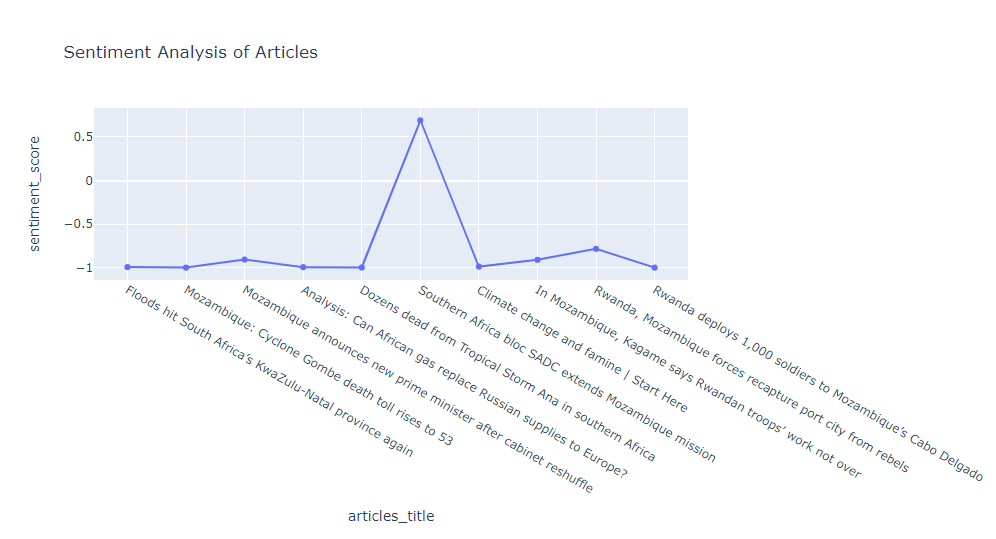 Sentiment Analysis of Articles
sentiment_score
0.5
0
−0.5
−1
Floods hit South Africa’s KwaZulu-Natal province again
Mozambique: Cyclone Gombe death toll rises to 53
Mozambique announces new prime minister after cabinet reshuffle
Analysis: Can African gas replace Russian supplies to Europe?
Dozens dead from Tropical Storm Ana in southern Africa
Southern Africa bloc SADC extends Mozambique mission
Climate change and famine | Start Here
In Mozambique, Kagame says Rwandan troops’ work not over
Rwanda, Mozambique forces recapture port city from rebels
Rwanda deploys 1,000 soldiers to Mozambique’s Cabo Delgado
articles_title